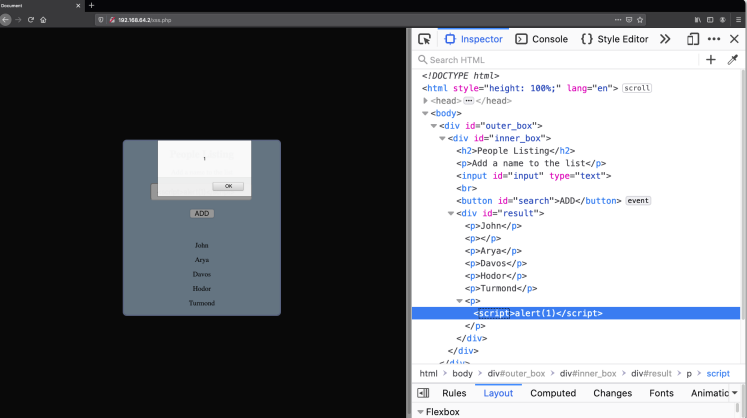 Document
192.168.64.2/xss.php
1
OK
ADD
John
Arya
Davos
Hodor
Turmond
Inspector Console {} Style Editor
Search HTML
<!DOCTYPE html>
<html style="height: 100%;" lang="en"> scroll
<head> ••• </head>
<body>
<div id="outer_box">
<div id="inner_box">
<h2>People Listing</h2>
<p>Add a name to the list</p>
<input id="input" type="text">
<br>
<button id="search">ADD</button> event
<div id="result">
<p>John</p>
<p></p>
<p>Arya</p>
<p>Davos</p>
<p>Hodor</p>
<p>Turmond</p>
<p>
<script>alert(1)</script>
</p>
</div>
</div>
</div>
html > body > div#outer_box > div#inner_box > div#result > p > script
Rules Layout Computed Changes Fonts Animatic
Flexbox